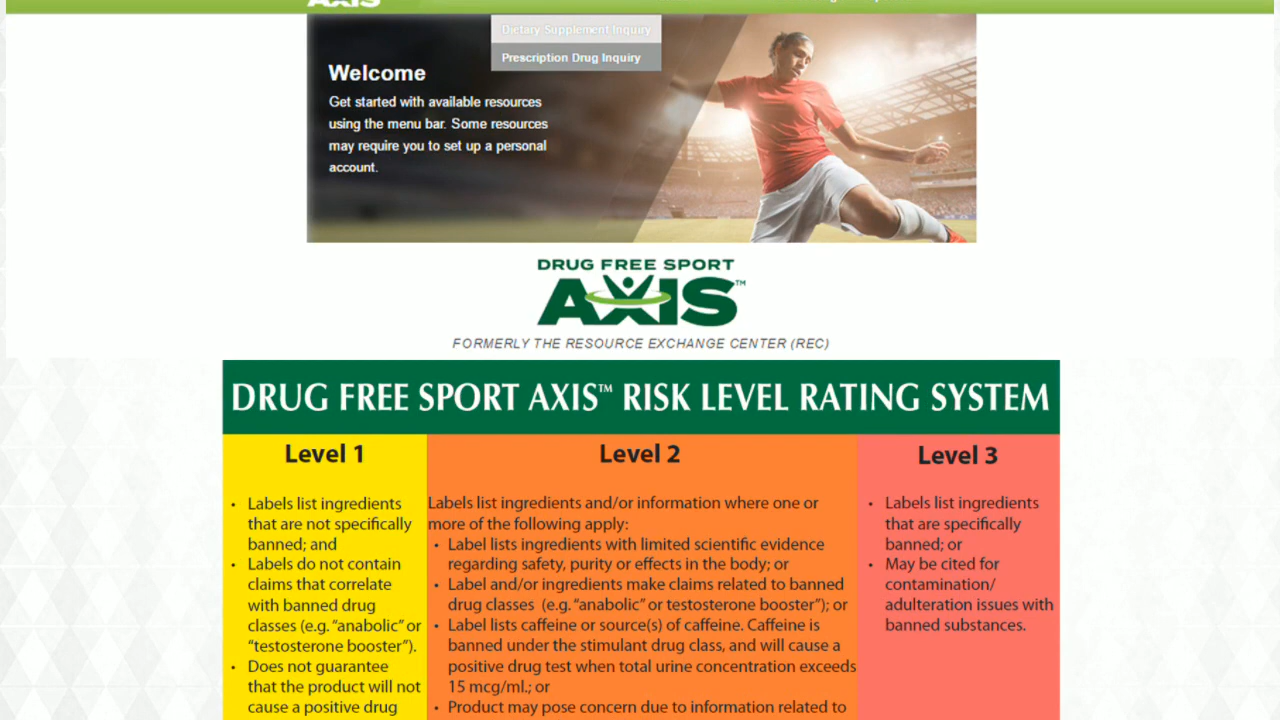 AXIS
Dietary Supplement Inquiry
Prescription Drug Inquiry
Welcome
Get started with available resources
using the menu bar. Some resources
may require you to set up a personal
account.
DRUG FREE SPORT
AXIS™
FORMERLY THE RESOURCE EXCHANGE CENTER (REC)
DRUG FREE SPORT AXIS™ RISK LEVEL RATING SYSTEM
Level 1
• Labels list ingredients
that are not specifically
banned; and
• Labels do not contain
claims that correlate
with banned drug
classes (e.g. “anabolic” or
“testosterone booster”).
• Does not guarantee
that the product will not
cause a positive drug
Level 2
Labels list ingredients and/or information where one or
more of the following apply:
• Label lists ingredients with limited scientific evidence
regarding safety, purity or effects in the body; or
• Label and/or ingredients make claims related to banned
drug classes (e.g. “anabolic” or testosterone booster”); or
• Label lists caffeine or source(s) of caffeine. Caffeine is
banned under the stimulant drug class, and will cause a
positive drug test when total urine concentration exceeds
15 mcg/ml.; or
• Product may pose concern due to information related to
Level 3
• Labels list ingredients
that are specifically
banned; or
• May be cited for
contamination/
adulteration issues with
banned substances.